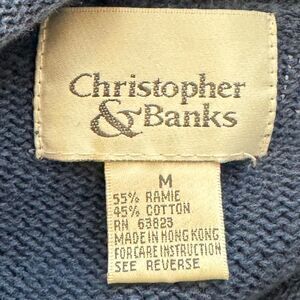 Christopher
& Banks
M
55% RAMIE
45% COTTON
RN 63823
MADE IN HONG KONG
FOR CARE INSTRUCTION
SEE REVERSE